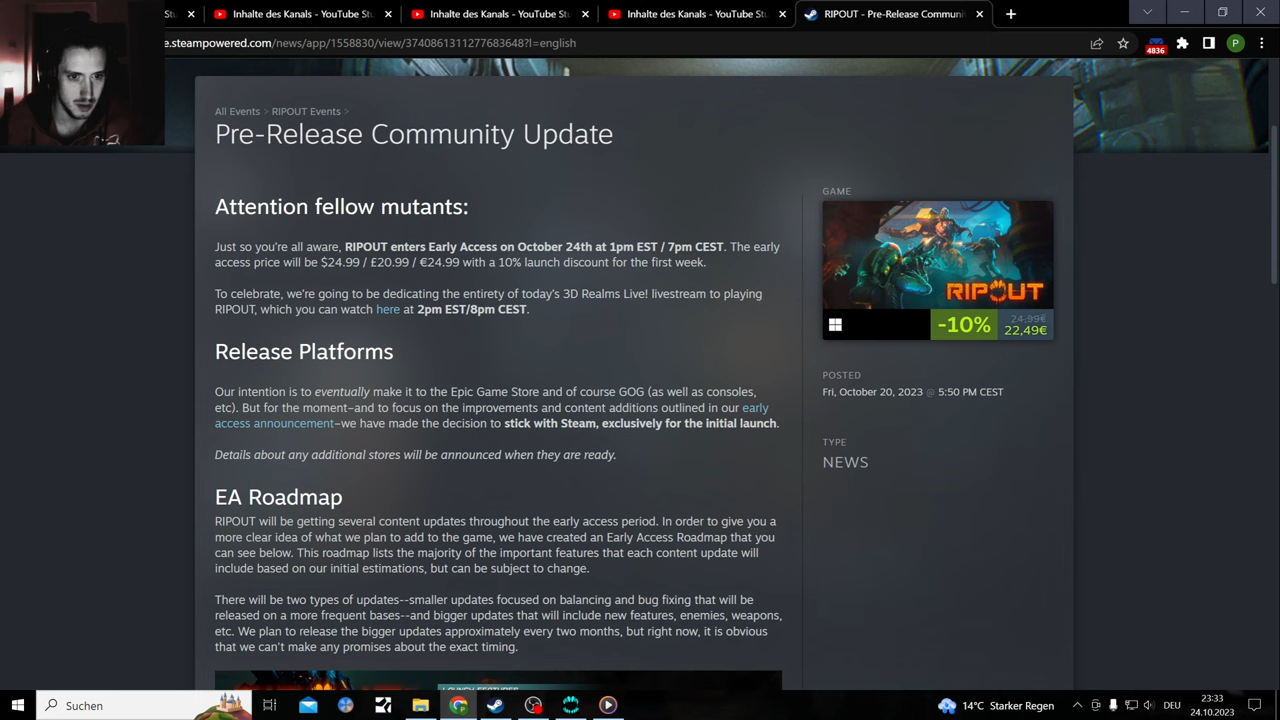 Stu
Inhalte des Kanals - YouTube Stu
Inhalte des Kanals - YouTube Stu
Inhalte des Kanals - YouTube Stu
RIPOUT - Pre-Release Communi
e.steampowered.com/news/app/1558830/view/3740861311277683648?l=english
4836
P
All Events > RIPOUT Events >
Pre-Release Community Update
Attention fellow mutants:
Just so you're all aware, RIPOUT enters Early Access on October 24th at 1pm EST / 7pm CEST. The early
access price will be $24.99 / £20.99 / €24.99 with a 10% launch discount for the first week.
To celebrate, we're going to be dedicating the entirety of today's 3D Realms Live! livestream to playing
RIPOUT, which you can watch here at 2pm EST/8pm CEST.
Release Platforms
Our intention is to eventually make it to the Epic Game Store and of course GOG (as well as consoles,
etc). But for the moment—and to focus on the improvements and content additions outlined in our early
access announcement—we have made the decision to stick with Steam, exclusively for the initial launch.
Details about any additional stores will be announced when they are ready.
EA Roadmap
RIPOUT will be getting several content updates throughout the early access period. In order to give you a
more clear idea of what we plan to add to the game, we have created an Early Access Roadmap that you
can see below. This roadmap lists the majority of the important features that each content update will
include based on our initial estimations, but can be subject to change.
There will be two types of updates--smaller updates focused on balancing and bug fixing that will be
released on a more frequent bases--and bigger updates that will include new features, enemies, weapons,
etc. We plan to release the bigger updates approximately every two months, but right now, it is obvious
that we can't make any promises about the exact timing.
LAUNCH FEATURES
GAME
RIPOUT
-10%
24,99€
22,49€
POSTED
Fri, October 20, 2023 @ 5:50 PM CEST
TYPE
NEWS
Suchen
14°C Starker Regen
DEU
23:33
24.10.2023